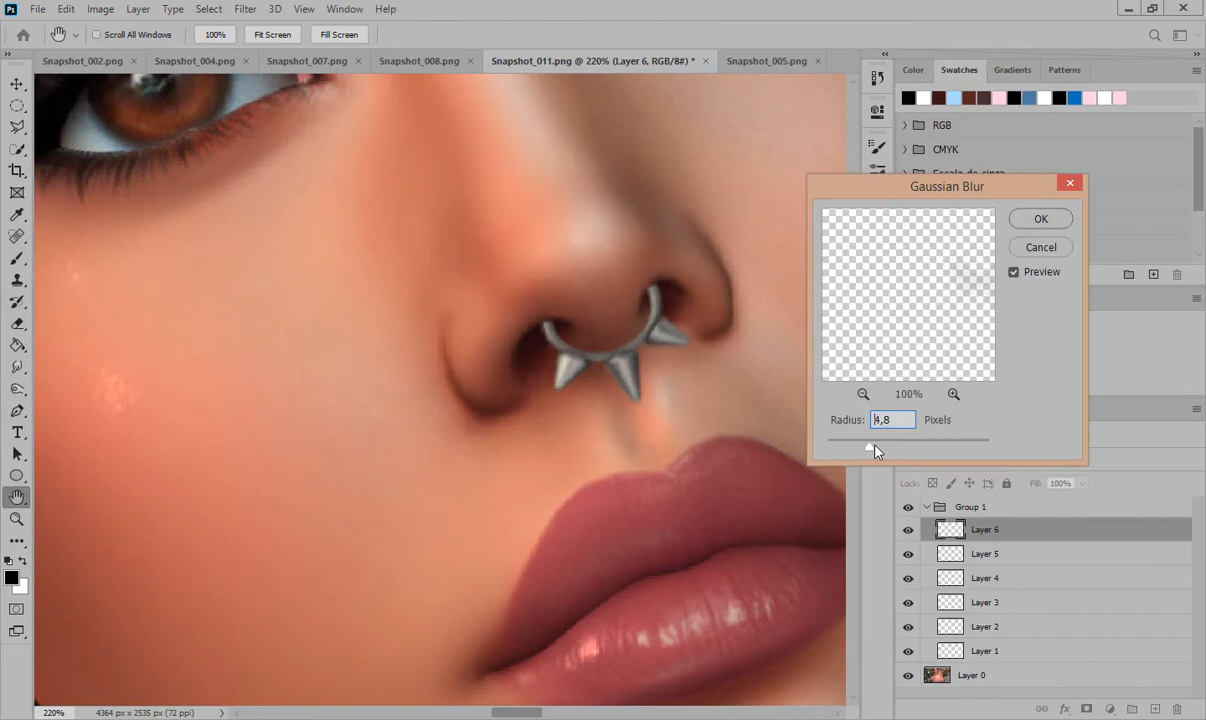 Ps File Edit Image Layer Type Select Filter 3D View Window Help
Scroll All Windows 100% Fit Screen Fill Screen
Snapshot_002.png × Snapshot_004.png × Snapshot_007.png × Snapshot_008.png × Snapshot_011.png @ 220% (Layer 6, RGB/8#) * × Snapshot_005.png ×
Color Swatches Gradients Patterns
RGB
CMYK
Escala de cinza
Gaussian Blur
OK
Cancel
Preview
100%
Radius: 4,8 Pixels
Lock: Fill: 100%
Group 1
Layer 6
Layer 5
Layer 4
Layer 3
Layer 2
Layer 1
Layer 0
220% 4364 px x 2535 px (72 ppi)